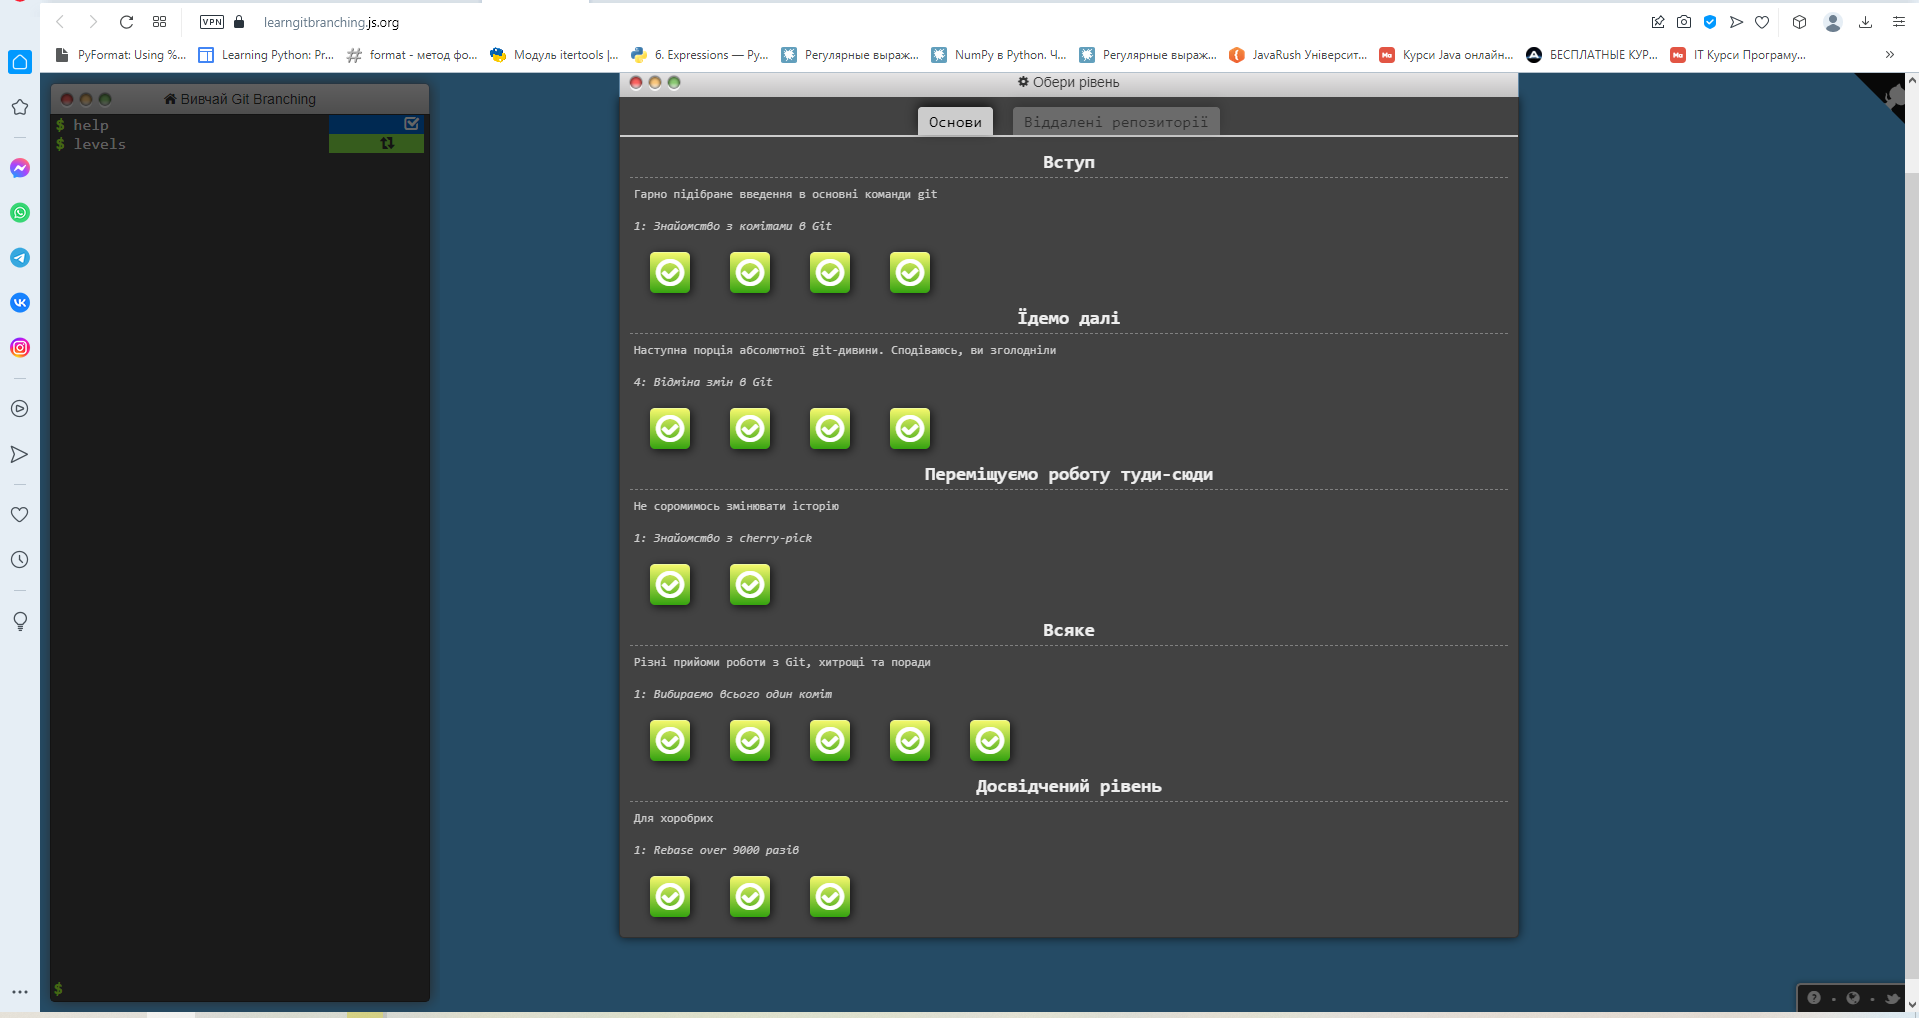 VPN
learngitbranching.js.org
PyFormat: Using %...
Learning Python: Pr...
format - метод фо...
Модуль itertools |...
6. Expressions — Py...
Регулярные выраж...
NumPy в Python. Ч...
Регулярные выраж...
JavaRush Університ...
Курси Java онлайн...
БЕСПЛАТНЫЕ КУР...
IT Курси Програму...
Вивчай Git Branching
$ help
$ levels
$
Обери рівень
Основи
Віддалені репозиторії
Вступ
Гарно підібране введення в основні команди git
1: Знайомство з комітами в Git
Їдемо далі
Наступна порція абсолютної git-дивини. Сподіваюсь, ви зголодніли
4: Відміна змін в Git
Переміщуємо роботу туди-сюди
Не соромимось змінювати історію
1: Знайомство з cherry-pick
Всяке
Різні прийоми роботи з Git, хитрощі та поради
1: Вибираємо всього один коміт
Досвідчений рівень
Для хоробрих
1: Rebase over 9000 разів